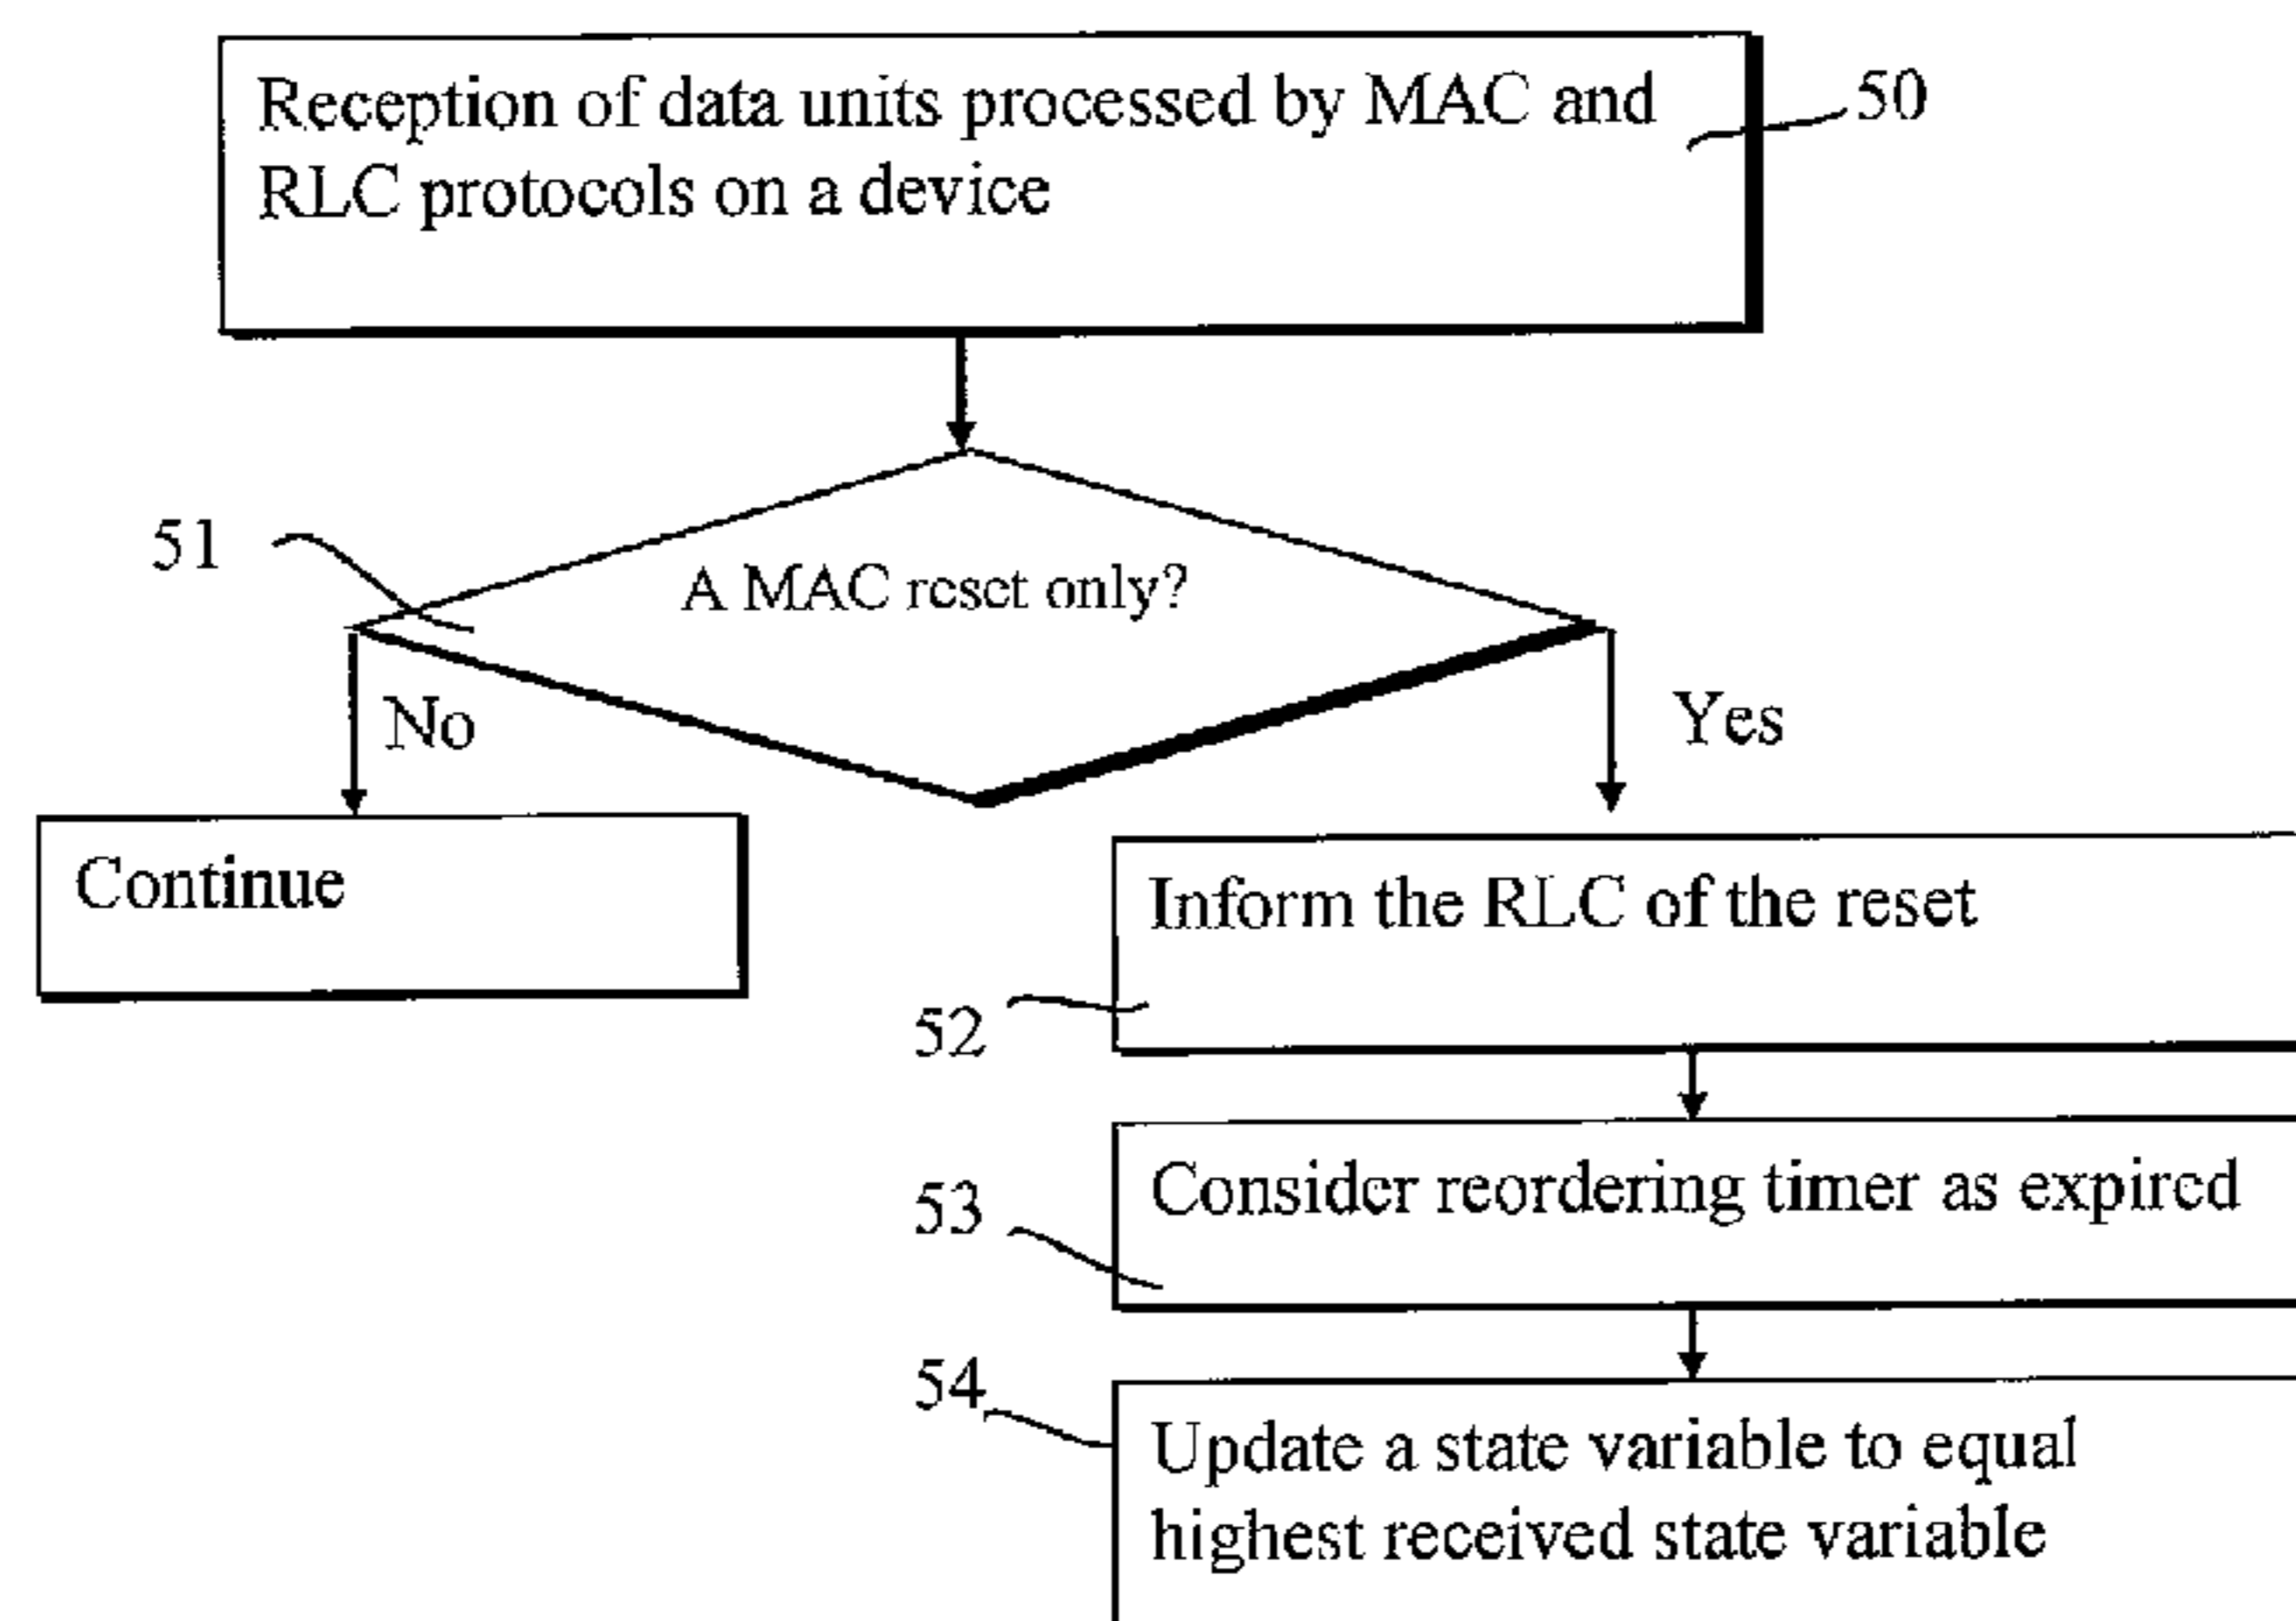 Reception of data units processed by MAC and
RLC protocols on a device
50
51
A MAC reset only?
No
Yes
Continue
Inform the RLC of the reset
52
Consider reordering timer as expired
53
54
Update a state variable to equal
highest received state variable